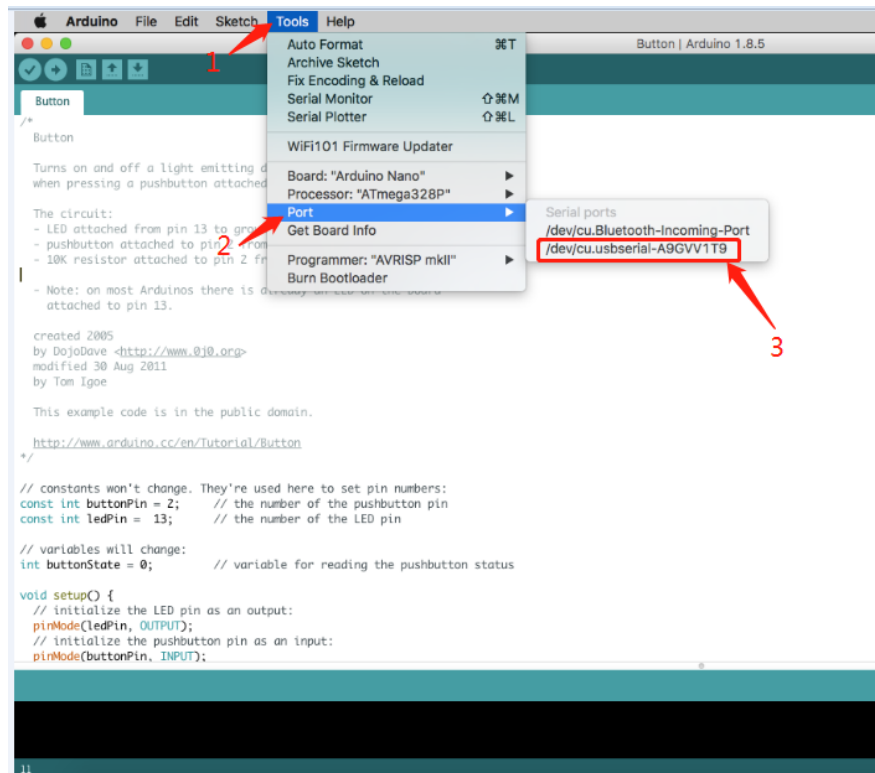 Arduino File Edit Sketch Tools Help
Button | Arduino 1.8.5
1
Auto Format ⌘T
Archive Sketch
Fix Encoding & Reload
Serial Monitor ⇧⌘M
Serial Plotter ⇧⌘L
WiFi101 Firmware Updater
Board: "Arduino Nano"
Processor: "ATmega328P"
Port
Get Board Info
Programmer: "AVRISP mkII"
Burn Bootloader
2
Serial ports
/dev/cu.Bluetooth-Incoming-Port
/dev/cu.usbserial-A9GVV1T9
3
Button
/*
Button
Turns on and off a light emitting
when pressing a pushbutton attached
The circuit:
- LED attached from pin 13 to
- pushbutton attached to pin 2 from
- 10K resistor attached to pin 2
- Note: on most Arduinos there is already an LED on the board
attached to pin 13.
created 2005
by DojoDave <http://www.0j0.org>
modified 30 Aug 2011
by Tom Igoe
This example code is in the public domain.
http://www.arduino.cc/en/Tutorial/Button
*/
// constants won't change. They're used here to set pin numbers:
const int buttonPin = 2; // the number of the pushbutton pin
const int ledPin = 13; // the number of the LED pin
// variables will change:
int buttonState = 0; // variable for reading the pushbutton status
void setup() {
// initialize the LED pin as an output:
pinMode(ledPin, OUTPUT);
// initialize the pushbutton pin as an input:
pinMode(buttonPin, INPUT);
11